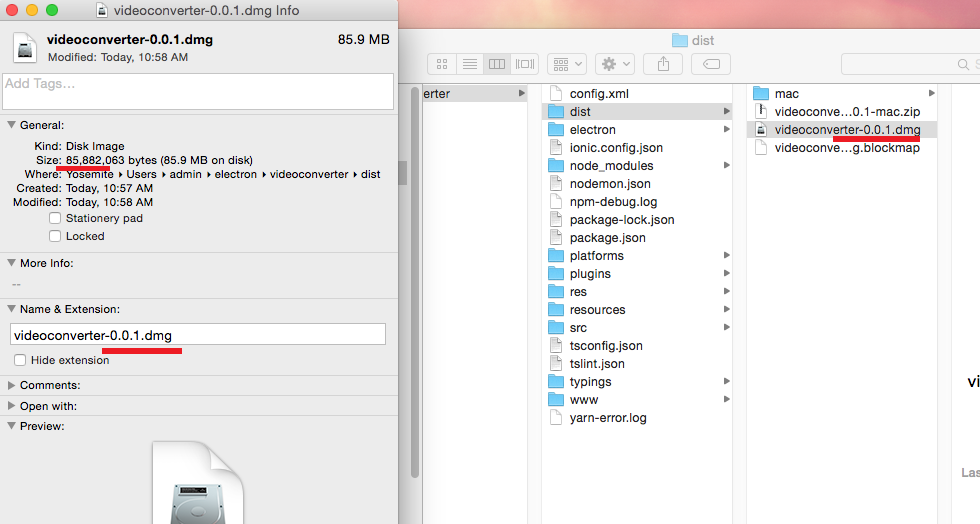 videoconverter-0.0.1.dmg Info
videoconverter-0.0.1.dmg 85.9 MB
Modified: Today, 10:58 AM
Add Tags…
General:
Kind: Disk Image
Size: 85,882,063 bytes (85.9 MB on disk)
Where: Yosemite ▸ Users ▸ admin ▸ electron ▸ videoconverter ▸ dist
Created: Today, 10:57 AM
Modified: Today, 10:58 AM
Stationery pad
Locked
More Info:
--
Name & Extension:
videoconverter-0.0.1.dmg
Hide extension
Comments:
Open with:
Preview:
dist
erter
config.xml
dist
electron
ionic.config.json
node_modules
nodemon.json
npm-debug.log
package-lock.json
package.json
platforms
plugins
res
resources
src
tsconfig.json
tslint.json
typings
www
yarn-error.log
mac
videoconve...0.1-mac.zip
videoconverter-0.0.1.dmg
videoconve...g.blockmap
vi
Las